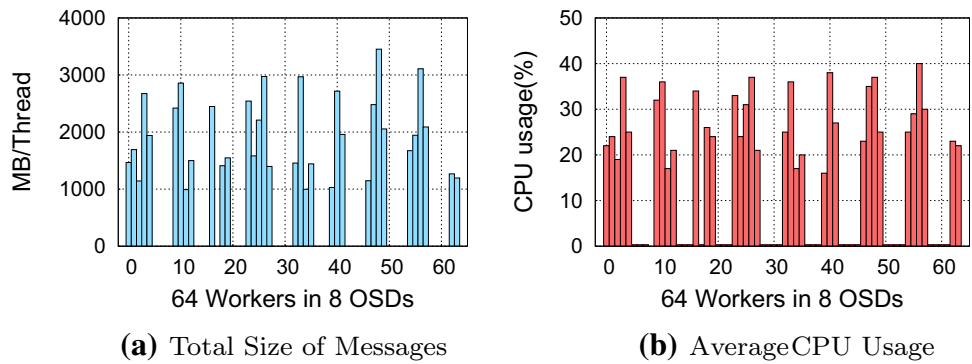 4000
3000
2000
1000
0
MB/Thread
0 10 20 30 40 50 60
64 Workers in 8 OSDs
(a) Total Size of Messages
50
40
30
20
10
0
CPU usage(%)
0 10 20 30 40 50 60
64 Workers in 8 OSDs
(b) AverageCPU Usage